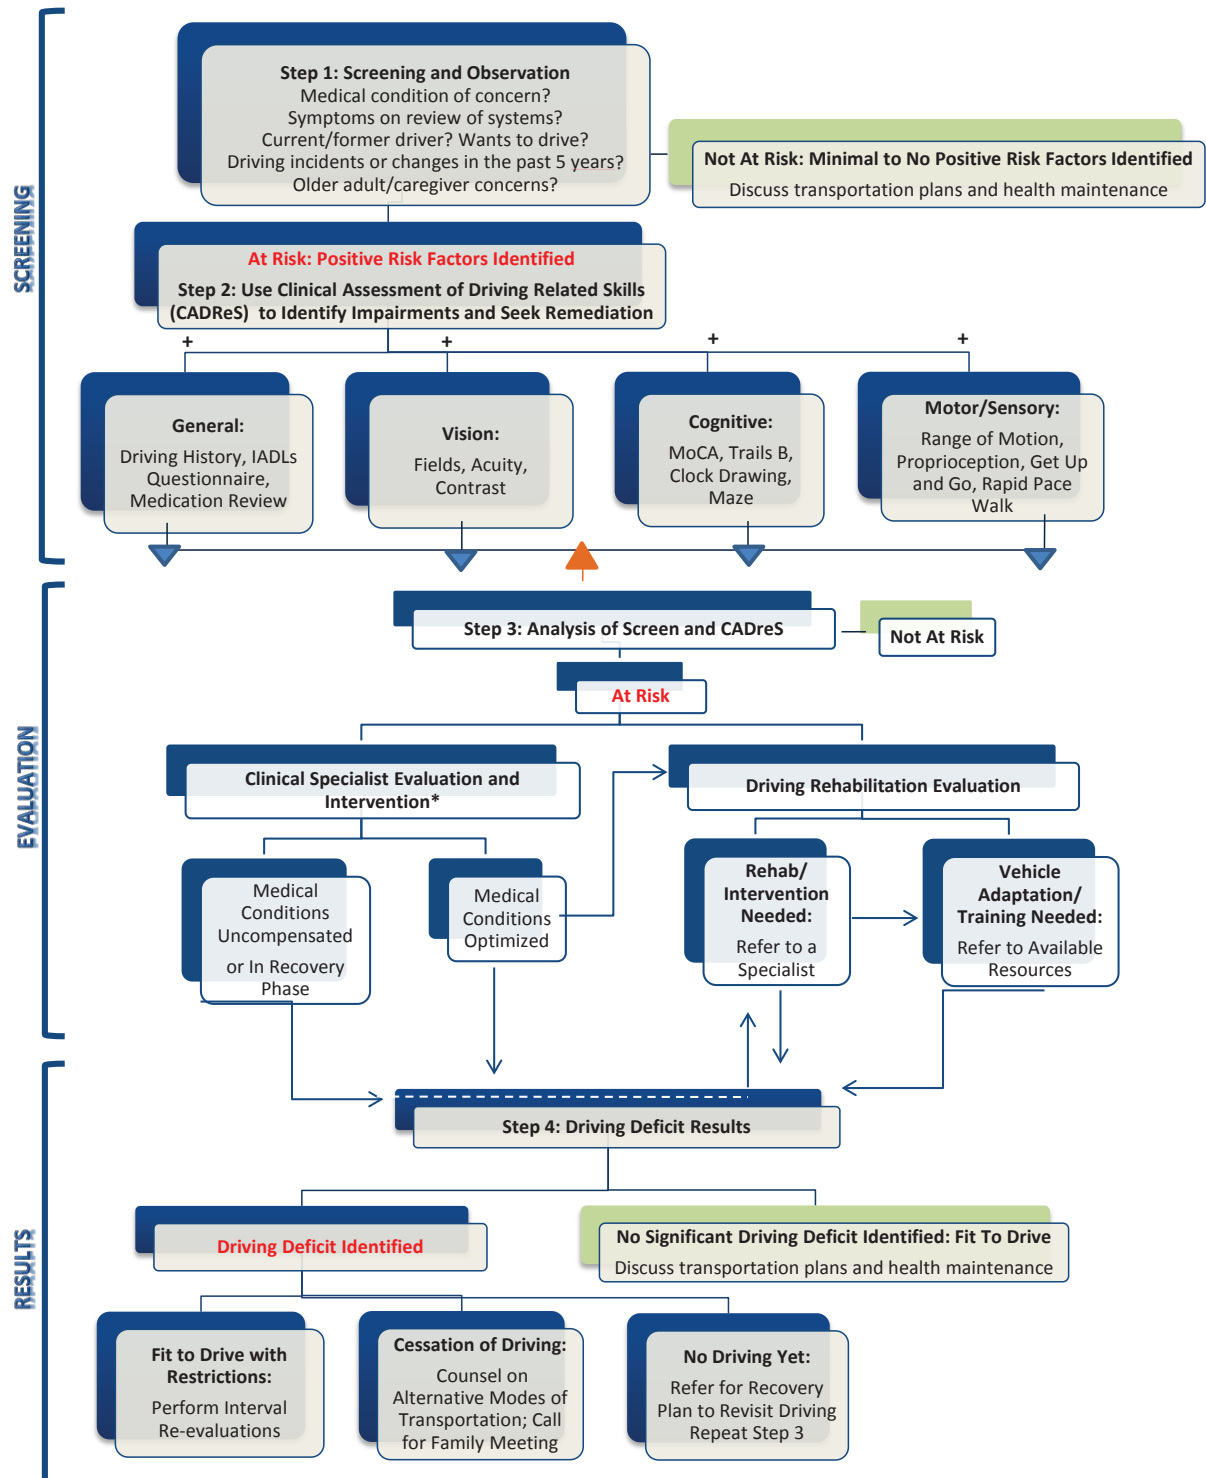 SCREENING
Step 1: Screening and Observation
Medical condition of concern?
Symptoms on review of systems?
Current/former driver? Wants to drive?
Driving incidents or changes in the past 5 years?
Older adult/caregiver concerns?
Not At Risk: Minimal to No Positive Risk Factors Identified
Discuss transportation plans and health maintenance
At Risk: Positive Risk Factors Identified
Step 2: Use Clinical Assessment of Driving Related Skills
(CADReS) to Identify Impairments and Seek Remediation
+
+
+
+
General:
Driving History, IADLs
Questionnaire,
Medication Review
Vision:
Fields, Acuity,
Contrast
Cognitive:
MoCA, Trails B,
Clock Drawing,
Maze
Motor/Sensory:
Range of Motion,
Proprioception, Get Up
and Go, Rapid Pace
Walk
EVALUATION
Step 3: Analysis of Screen and CADreS
Not At Risk
At Risk
Clinical Specialist Evaluation and
Intervention*
Driving Rehabilitation Evaluation
Medical
Conditions
Uncompensated
or In Recovery
Phase
Medical
Conditions
Optimized
Rehab/
Intervention
Needed:
Refer to a
Specialist
Vehicle
Adaptation/
Training Needed:
Refer to Available
Resources
RESULTS
Step 4: Driving Deficit Results
Driving Deficit Identified
No Significant Driving Deficit Identified: Fit To Drive
Discuss transportation plans and health maintenance
Fit to Drive with
Restrictions:
Perform Interval
Re-evaluations
Cessation of Driving:
Counsel on
Alternative Modes of
Transportation; Call
for Family Meeting
No Driving Yet:
Refer for Recovery
Plan to Revisit Driving
Repeat Step 3